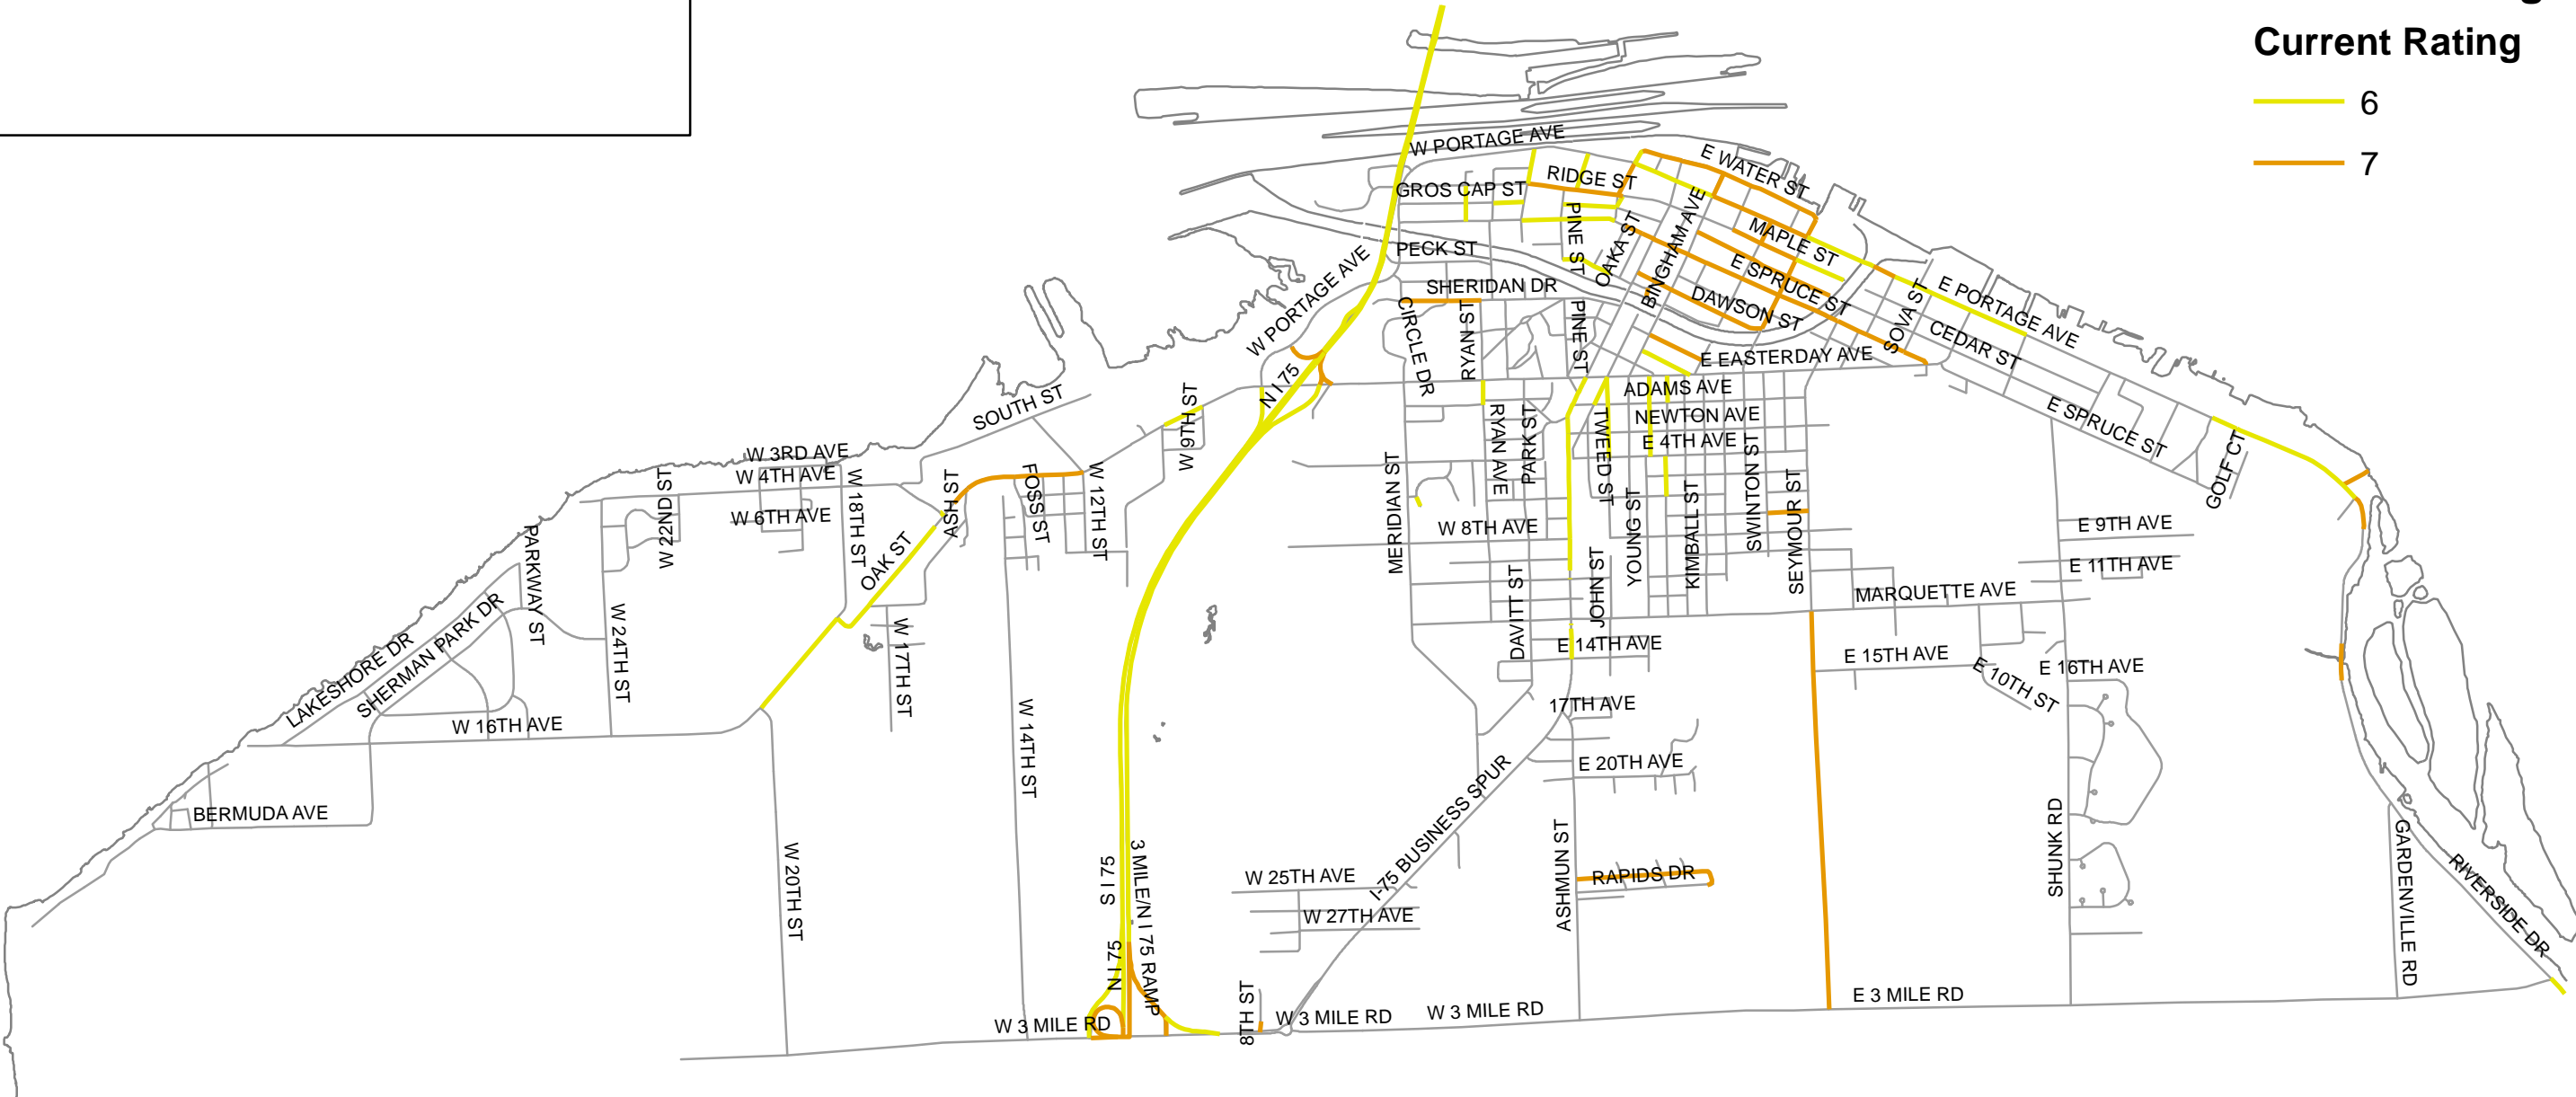 g
Current Rating
6
7
W PORTAGE AVE
E WATER ST
RIDGE ST
GROS CAP ST
PINE ST
OAKA ST
BINGHAM AVE
MAPLE ST
PECK ST
W PORTAGE AVE
E SPRUCE ST
SHERIDAN DR
DAWSON ST
E PORTAGE AVE
SOVA ST
CEDAR ST
CIRCLE DR
RYAN ST
PINE ST
E EASTERDAY AVE
N I 75
ADAMS AVE
SOUTH ST
W 9TH ST
RYAN AVE
PARK ST
TWEED ST
NEWTON AVE
E 4TH AVE
E SPRUCE ST
GOLF CT
W 3RD AVE
W 4TH AVE
W 22ND ST
W 18TH ST
ASH ST
FOSS ST
W 12TH ST
MERIDIAN ST
SWINTON ST
SEYMOUR ST
W 6TH AVE
W 8TH AVE
YOUNG ST
KIMBALL ST
E 9TH AVE
PARKWAY ST
OAK ST
E 11TH AVE
DAVITT ST
JOHN ST
MARQUETTE AVE
LAKESHORE DR
SHERMAN PARK DR
W 24TH ST
W 17TH ST
E 14TH AVE
E 15TH AVE
E 10TH ST
E 16TH AVE
W 16TH AVE
W 14TH ST
17TH AVE
E 20TH AVE
I-75 BUSINESS SPUR
BERMUDA AVE
W 20TH ST
S I 75
3 MILE/N I 75 RAMP
W 25TH AVE
ASHMUN ST
RAPIDS DR
SHUNK RD
GARDENVILLE RD
RIVERSIDE DR
W 27TH AVE
N I 75
8TH ST
E 3 MILE RD
W 3 MILE RD
W 3 MILE RD
W 3 MILE RD